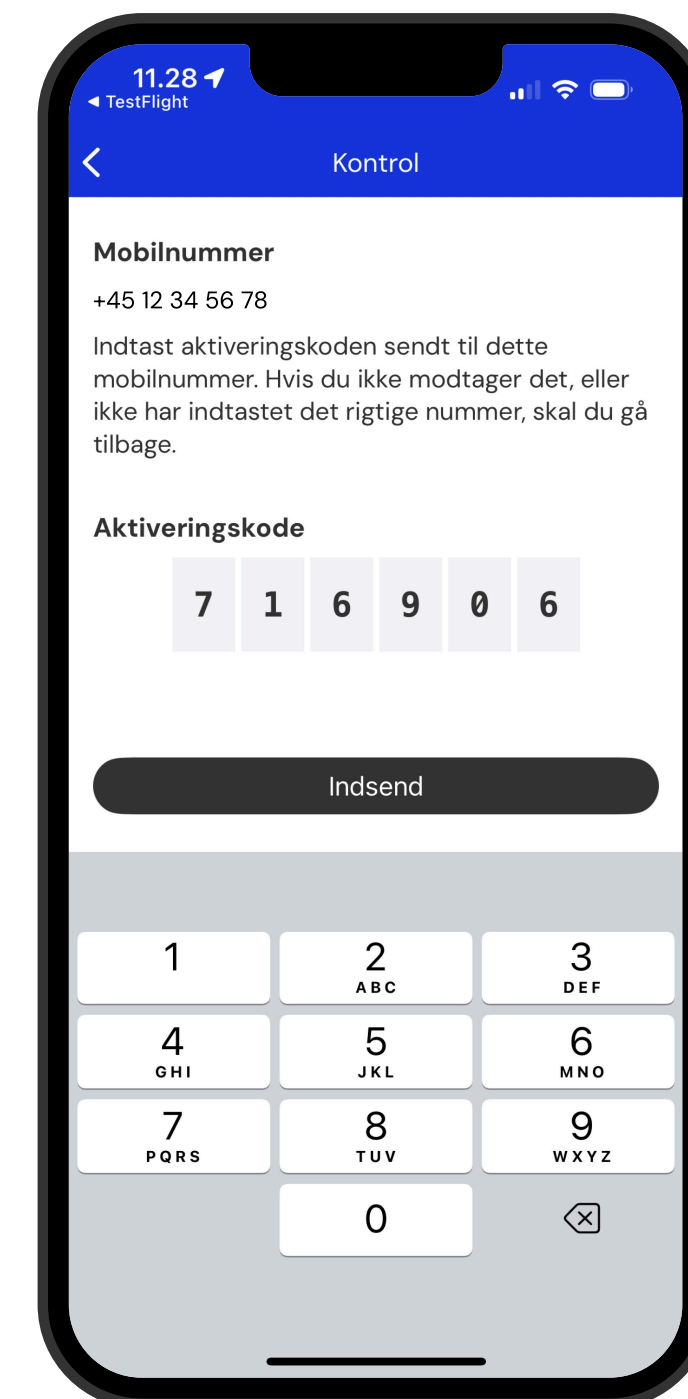 11.28
◀ TestFlight
Kontrol
Mobilnummer
+45 12 34 56 78
Indtast aktiveringskoden sendt til dette
mobilnummer. Hvis du ikke modtager det, eller
ikke har indtastet det rigtige nummer, skal du gå
tilbage.
Aktiveringskode
7 1 6 9 0 6
Indsend
1 2 3
ABC DEF
4 5 6
GHI JKL MNO
7 8 9
PQRS TUV WXYZ
0